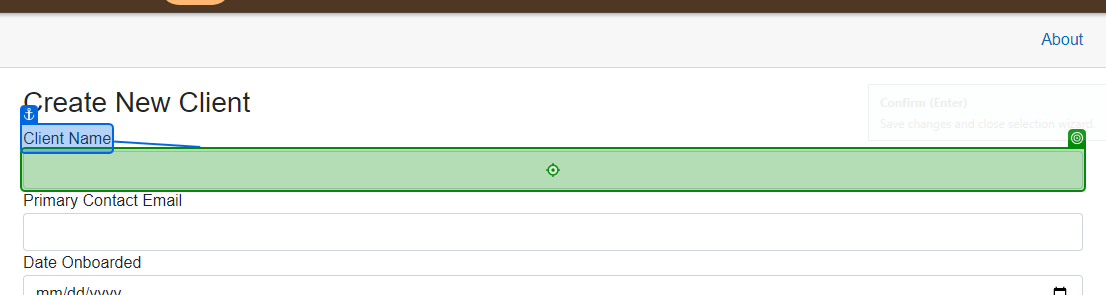 About
Create New Client
Confirm (Enter)
Save changes and close selection wizard.
Client Name
Primary Contact Email
Date Onboarded
mm/dd/yyyy